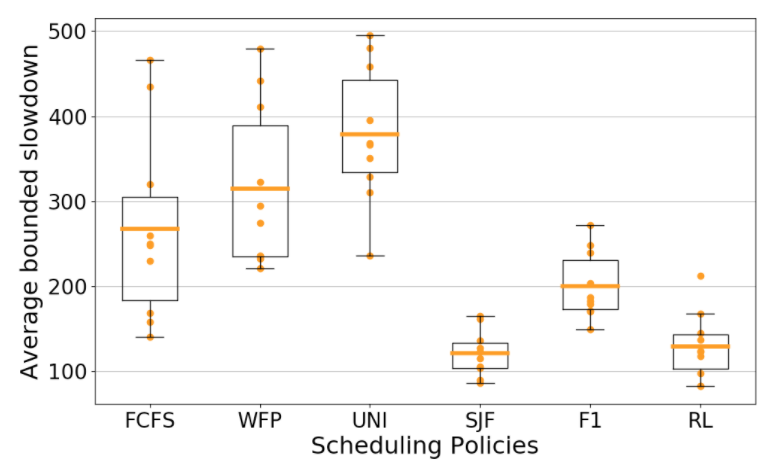 Average bounded slowdown
500
400
300
200
100
FCFS WFP UNI SJF F1 RL
Scheduling Policies